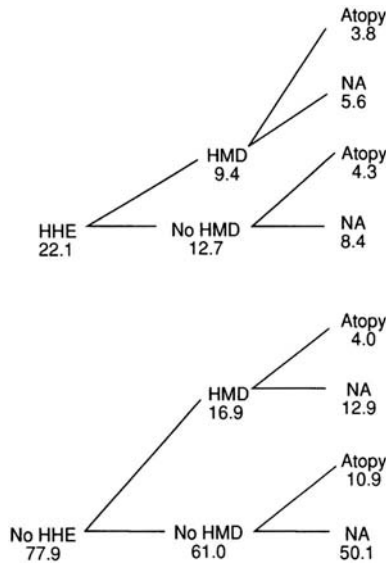 Atopy
3.8
NA
5.6
HMD
9.4
Atopy
4.3
HHE
22.1
No HMD
12.7
NA
8.4
Atopy
4.0
HMD
16.9
NA
12.9
Atopy
10.9
No HHE
77.9
No HMD
61.0
NA
50.1